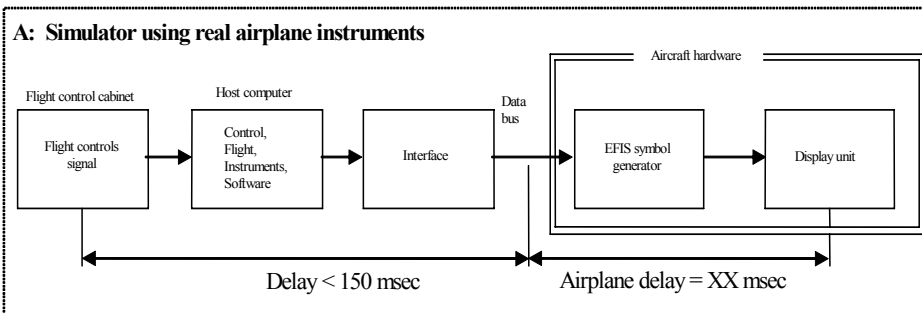 A: Simulator using real airplane instruments
Aircraft hardware
Flight control cabinet
Host computer
Data
bus
Flight controls
signal
Control,
Flight,
Instruments,
Software
Interface
EFIS symbol
generator
Display unit
Delay < 150 msec
Airplane delay = XX msec